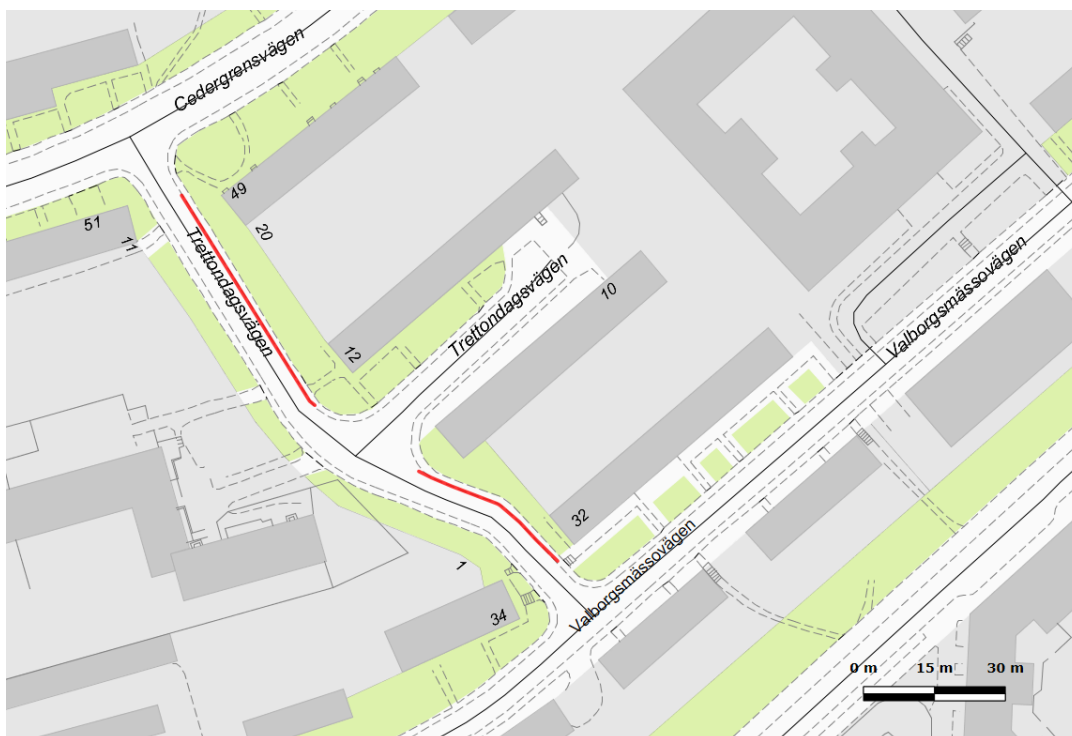 Cedergrensvägen
49
51
11
20
Trettondagsvägen
Trettondagsvägen
12
10
Valborgsmässovägen
32
Valborgsmässovägen
1
34
0 m 15 m 30 m